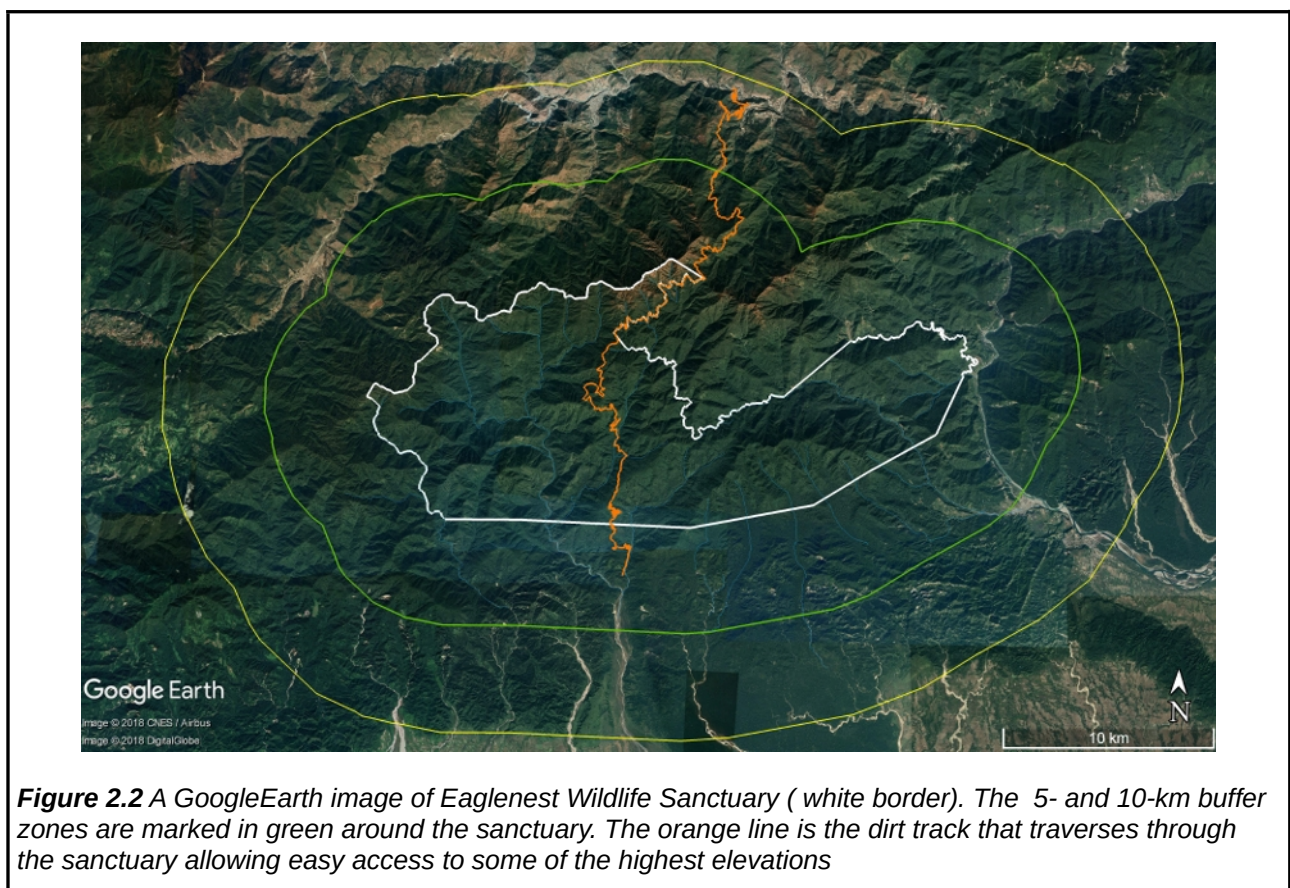 Google Earth
Image © 2018 CNES / Airbus
Image © 2018 DigitalGlobe
N
10 km
Figure 2.2 A GoogleEarth image of Eaglenest Wildlife Sanctuary ( white border). The 5- and 10-km buffer
zones are marked in green around the sanctuary. The orange line is the dirt track that traverses through
the sanctuary allowing easy access to some of the highest elevations